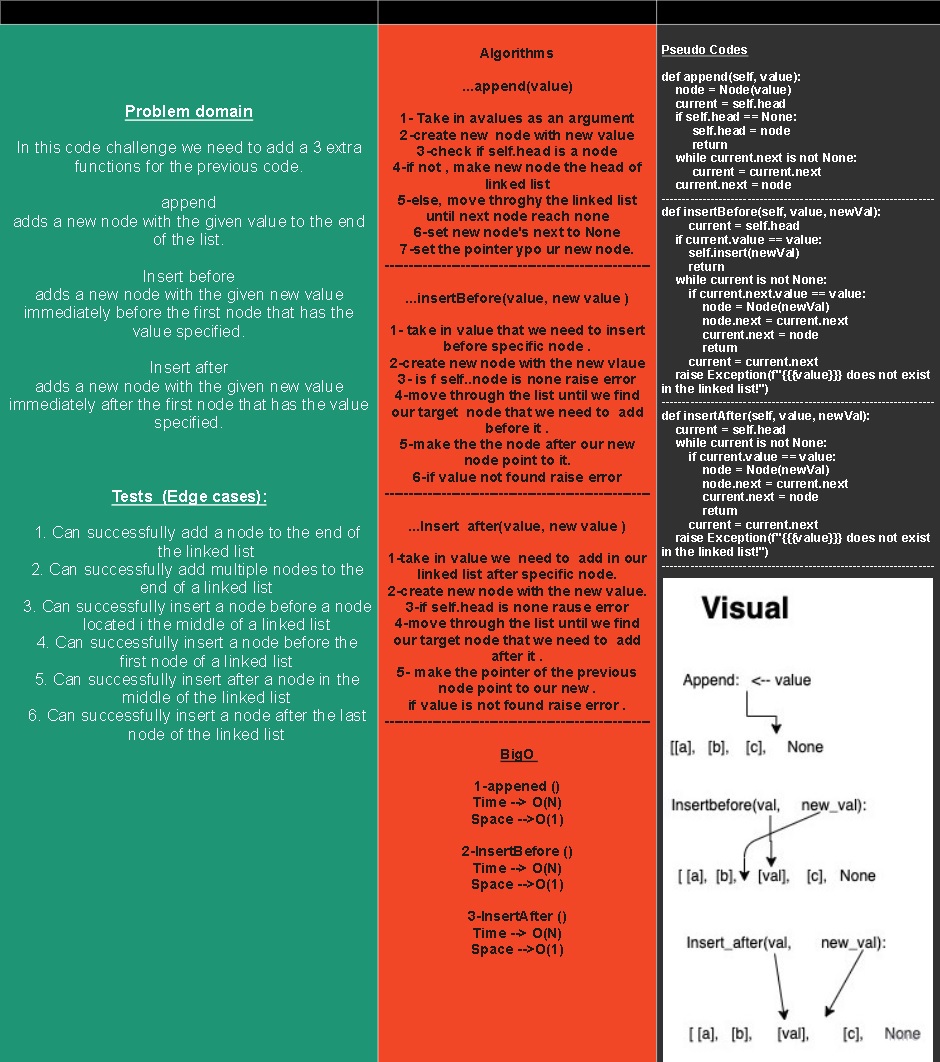 Problem domain
In this code challenge we need to add a 3 extra
functions for the previous code.
append
adds a new node with the given value to the end
of the list.
Insert before
adds a new node with the given new value
immediately before the first node that has the
value specified.
Insert after
adds a new node with the given new value
immediately after the first node that has the value
specified.
Tests (Edge cases):
1. Can successfully add a node to the end of
the linked list
2. Can successfully add multiple nodes to the
end of a linked list
3. Can successfully insert a node before a node
located i the middle of a linked list
4. Can successfully insert a node before the
first node of a linked list
5. Can successfully insert after a node in the
middle of the linked list
6. Can successfully insert a node after the last
node of the linked list
Algorithms
...append(value)
1- Take in avalues as an argument
2-create new node with new value
3-check if self.head is a node
4-if not , make new node the head of
linked list
5-else, move throghy the linked list
until next node reach none
6-set new node's next to None
7-set the pointer ypo ur new node.
...insertBefore(value, new value )
1- take in value that we need to insert
before specific node .
2-create new node with the new vlaue
3- is f self..node is none raise error
4-move through the list until we find
our target node that we need to add
before it .
5-make the the node after our new
node point to it.
6-if value not found raise error
...Insert after(value, new value )
1-take in value we need to add in our
linked list after specific node.
2-create new node with the new value.
3-if self.head is none rause error
4-move through the list until we find
our target node that we need to add
after it .
5- make the pointer of the previous
node point to our new .
if value is not found raise error .
BigO
1-appened ()
Time --> O(N)
Space -->O(1)
2-InsertBefore ()
Time --> O(N)
Space -->O(1)
3-InsertAfter ()
Time --> O(N)
Space -->O(1)
Pseudo Codes
def append(self, value):
node = Node(value)
current = self.head
if self.head == None:
self.head = node
return
while current.next is not None:
current = current.next
current.next = node
def insertBefore(self, value, newVal):
current = self.head
if current.value == value:
self.insert(newVal)
return
while current is not None:
if current.next.value == value:
node = Node(newVal)
node.next = current.next
current.next = node
return
current = current.next
raise Exception(f"{{{value}}} does not exist
in the linked list!")
def insertAfter(self, value, newVal):
current = self.head
while current is not None:
if current.value == value:
node = Node(newVal)
node.next = current.next
current.next = node
return
current = current.next
raise Exception(f"{{{value}}} does not exist
in the linked list!")
Visual
Append: <-- value
[[a], [b], [c], None
Insertbefore(val, new_val):
[ [a], [b], [val], [c], None
Insert_after(val, new_val):
[ [a], [b], [val], [c], None